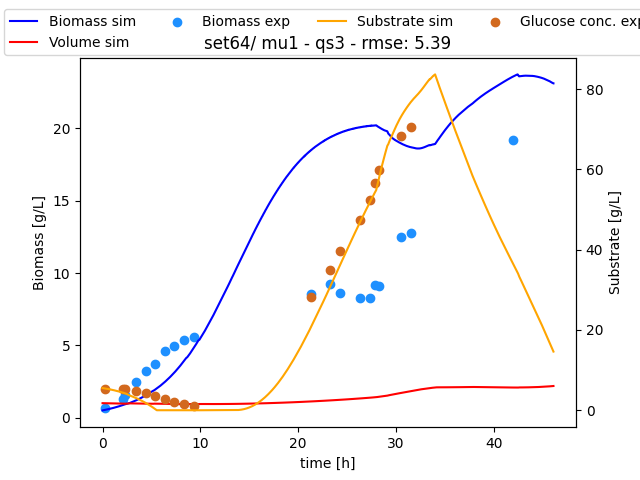 Biomass sim Biomass exp Substrate sim Glucose conc. exp
Volume sim
set64/ mu1 - qs3 - rmse: 5.39
Biomass [g/L]
0
5
10
15
20
0
10
20
30
40
time [h]
0
20
40
60
80
Substrate [g/L]